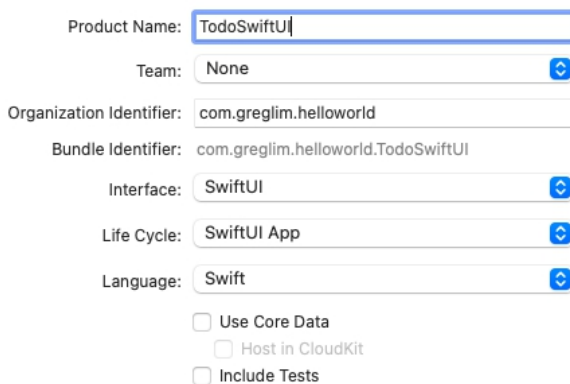 Product Name: TodoSwiftUI
Team: None
Organization Identifier: com.greglim.helloworld
Bundle Identifier: com.greglim.helloworld.TodoSwiftUI
Interface: SwiftUI
Life Cycle: SwiftUI App
Language: Swift
Use Core Data
Host in CloudKit
Include Tests